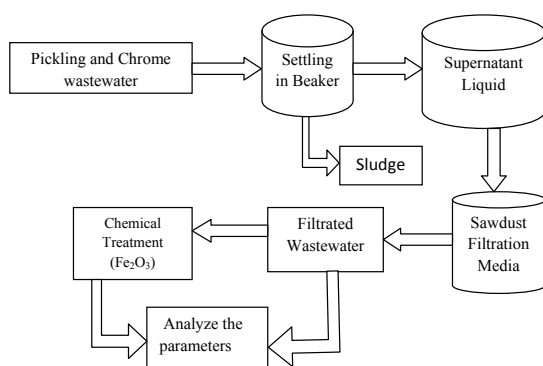 Pickling and Chrome
wastewater
Settling
in Beaker
Supernatant
Liquid
Sludge
Chemical
Treatment
(Fe₂O₃)
Filtrated
Wastewater
Sawdust
Filtration
Media
Analyze the
parameters